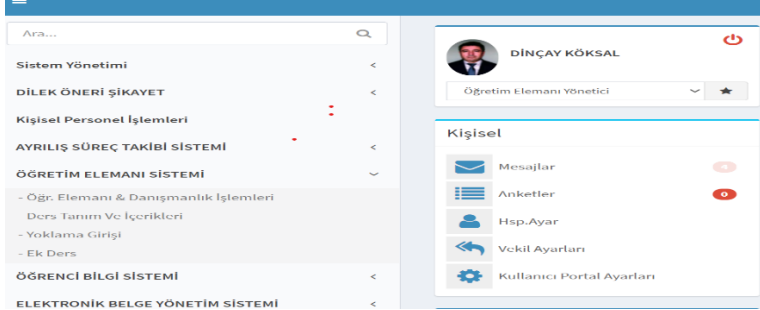 Ara...
Sistem Yönetimi
DİLEK ÖNERİ ŞİKAYET
Kişisel Personel İşlemleri
AYRILIŞ SÜREÇ TAKİBİ SİSTEMİ
ÖĞRETİM ELEMANI SİSTEMİ
- Öğr. Elemanı & Danışmanlık İşlemleri
Ders Tanım Ve İçerikleri
- Yoklama Girişi
- Ek Ders
ÖĞRENCİ BİLGİ SİSTEMİ
ELEKTRONİK BELGE YÖNETİM SİSTEMİ
DİNÇAY KÖKSAL
Öğretim Elemanı Yönetici
Kişisel
Mesajlar
Anketler 0
Hsp.Ayar
Vekil Ayarları
Kullanıcı Portal Ayarları